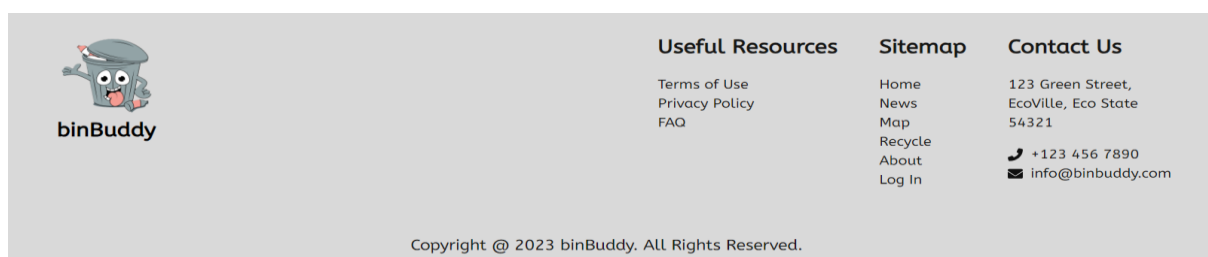 binBuddy
Useful Resources
Terms of Use
Privacy Policy
FAQ
Sitemap
Home
News
Map
Recycle
About
Log In
Contact Us
123 Green Street,
EcoVille, Eco State
54321
+123 456 7890
info@binbuddy.com
Copyright @ 2023 binBuddy. All Rights Reserved.